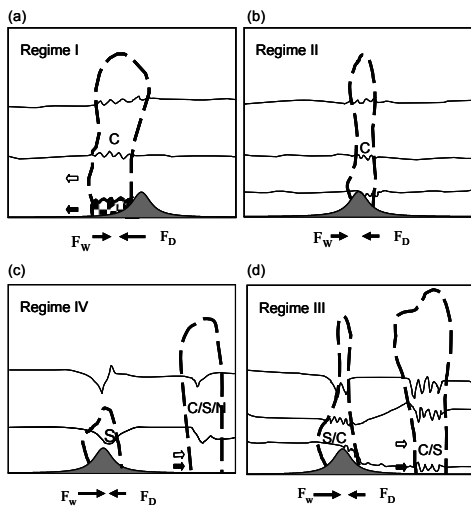 (a)
Regime I
C
F_W
F_D
(b)
Regime II
C
F_W
F_D
(c)
Regime IV
S
C/S/N
F_w
F_D
(d)
Regime III
S/C
C/S
F_w
F_D